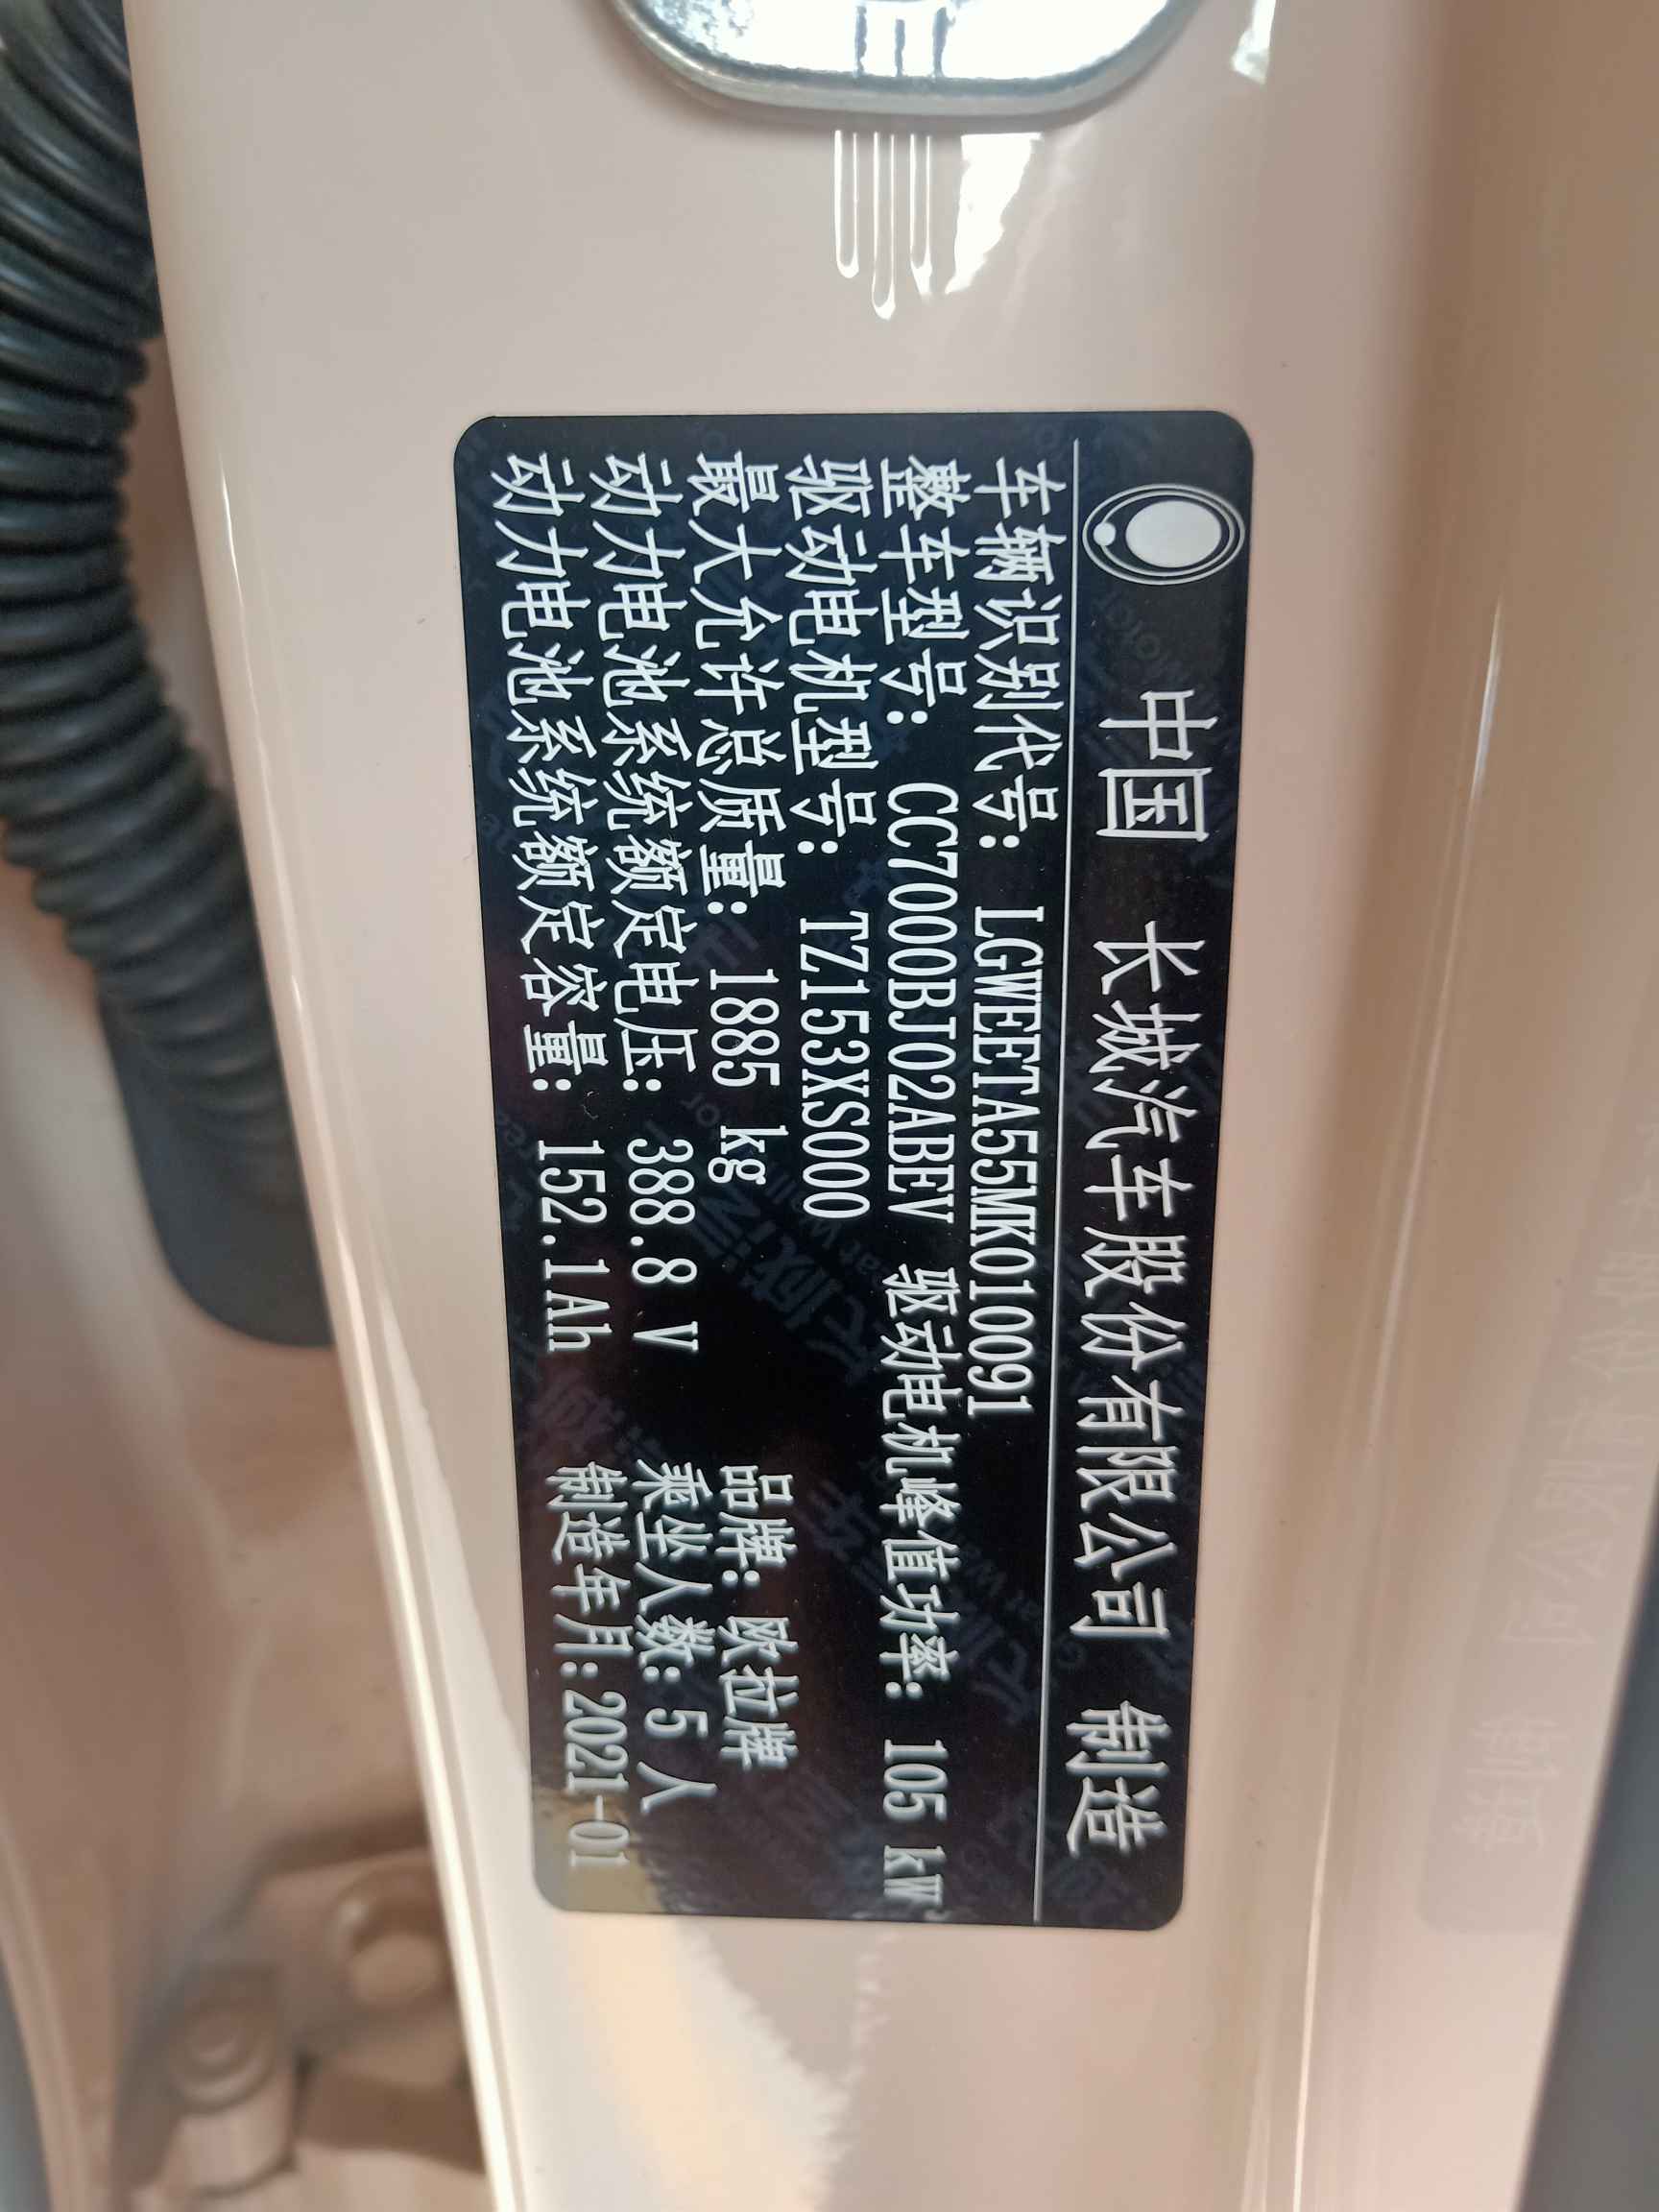 中国 长城汽车股份有限公司 制造
车辆识别代号: LGWEETA55MK010091
整车型号: CC7000BJ02ABEV 驱动电机峰值功率: 105 kW
驱动电机型号: TZ153XS000
最大允许总质量: 1885 kg 品牌: 欧拉牌
动力电池系统额定电压: 388.8 V 乘坐人数: 5 人
动力电池系统额定容量: 152.1Ah 制造年月: 2021-01